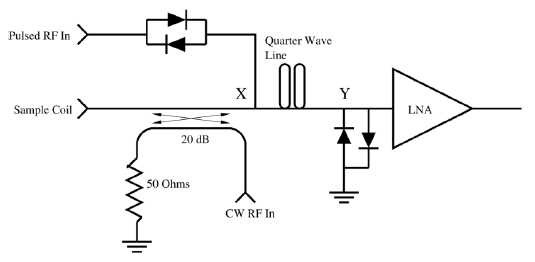 Pulsed RF In
Quarter Wave
Line
X
Y
Sample Coil
LNA
20 dB
50 Ohms
CW RF In